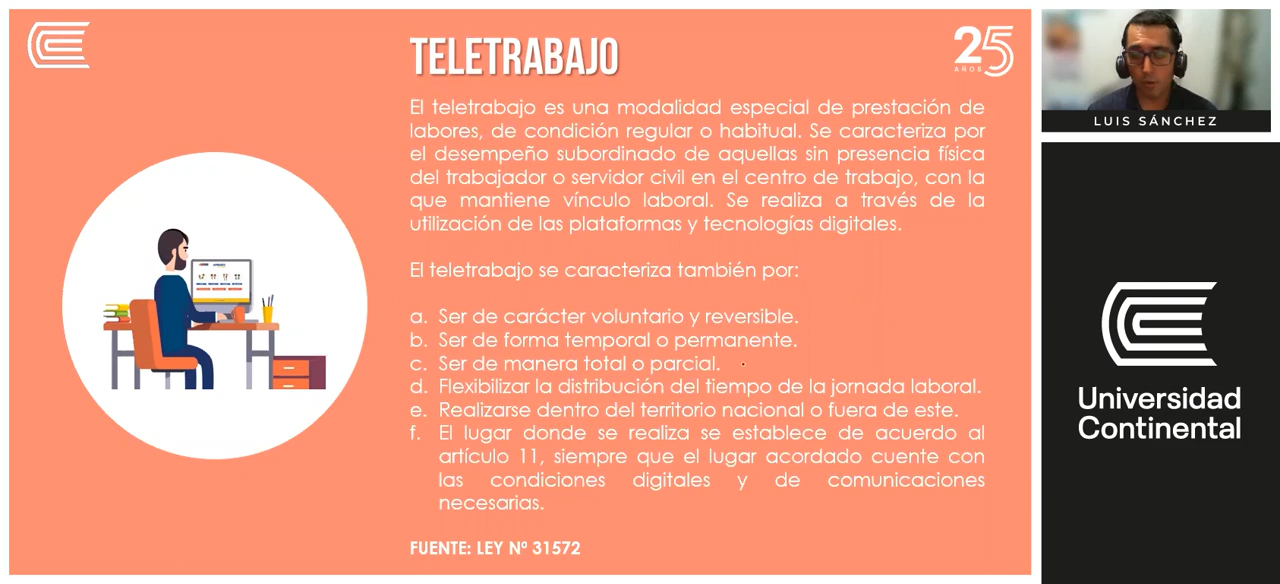 TELETRABAJO
25
AÑOS
El teletrabajo es una modalidad especial de prestación de
labores, de condición regular o habitual. Se caracteriza por
el desempeño subordinado de aquellas sin presencia física
del trabajador o servidor civil en el centro de trabajo, con la
que mantiene vínculo laboral. Se realiza a través de la
utilización de las plataformas y tecnologías digitales.
El teletrabajo se caracteriza también por:
a. Ser de carácter voluntario y reversible.
b. Ser de forma temporal o permanente.
c. Ser de manera total o parcial.
d. Flexibilizar la distribución del tiempo de la jornada laboral.
e. Realizarse dentro del territorio nacional o fuera de este.
f. El lugar donde se realiza se establece de acuerdo al
artículo 11, siempre que el lugar acordado cuente con
las condiciones digitales y de comunicaciones
necesarias.
FUENTE: LEY Nº 31572
LUIS SÁNCHEZ
Universidad
Continental